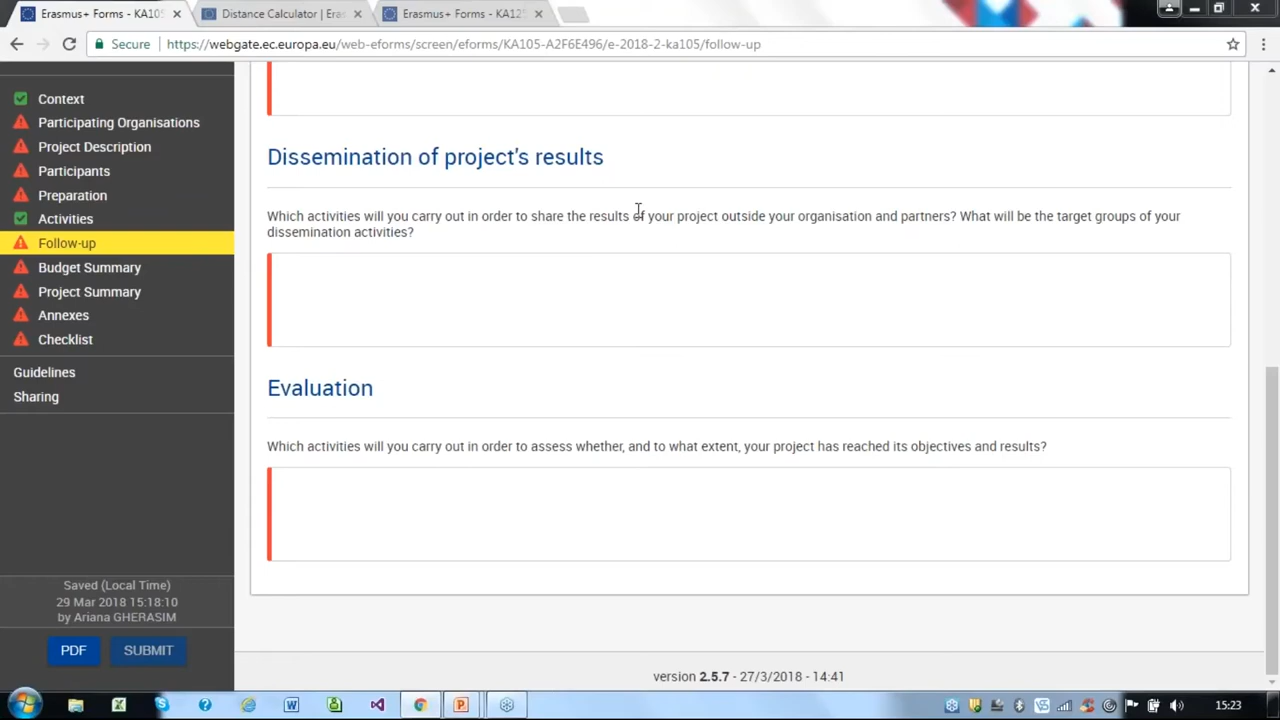 Erasmus+ Forms - KA105
Distance Calculator | Eras
Erasmus+ Forms - KA125
Secure
https://webgate.ec.europa.eu/web-eforms/screen/eforms/KA105-A2F6E496/e-2018-2-ka105/follow-up
Context
Participating Organisations
Project Description
Participants
Preparation
Activities
Follow-up
Budget Summary
Project Summary
Annexes
Checklist
Guidelines
Sharing
Saved (Local Time)
29 Mar 2018 15:18:10
by Ariana GHERASIM
PDF
SUBMIT
Dissemination of project's results
Which activities will you carry out in order to share the results of your project outside your organisation and partners? What will be the target groups of your
dissemination activities?
Evaluation
Which activities will you carry out in order to assess whether, and to what extent, your project has reached its objectives and results?
version 2.5.7 - 27/3/2018 - 14:41
15:23